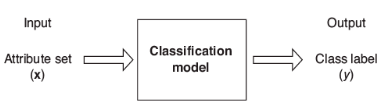 Input
Attribute set
(x)
Classification
model
Output
Class label
(y)